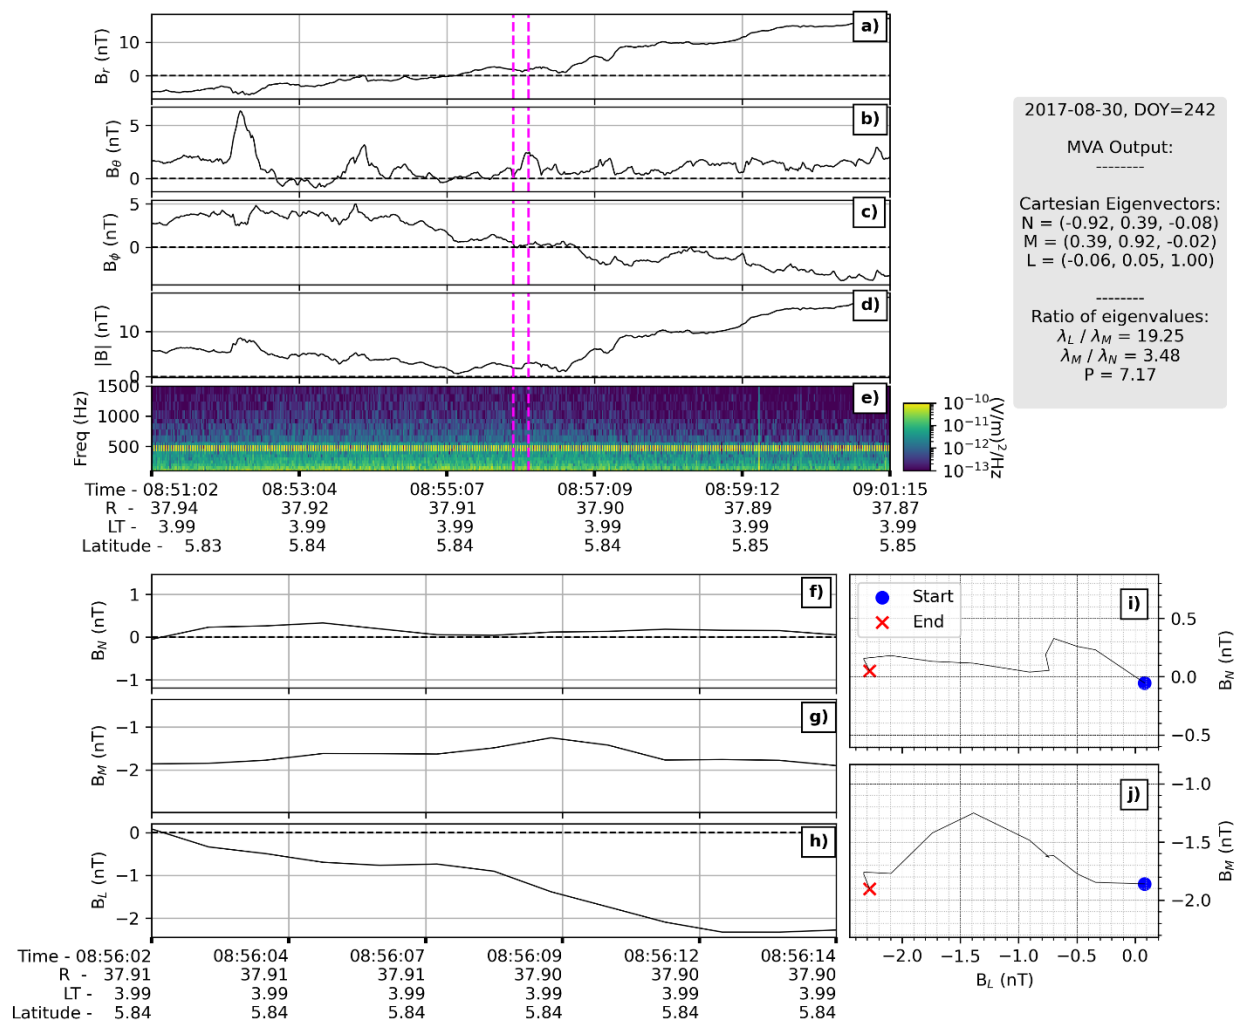 a)
B_r (nT)
10
0
b)
B_θ (nT)
5
0
c)
B_ϕ (nT)
5
0
d)
|B| (nT)
10
0
e)
Freq (Hz)
1500
1000
500
10^−10
10^−11
10^−12
10^−13
(V/m)^2/Hz
Time - 08:51:02 08:53:04 08:55:07 08:57:09 08:59:12 09:01:15
R - 37.94 37.92 37.91 37.90 37.89 37.87
LT - 3.99 3.99 3.99 3.99 3.99 3.99
Latitude - 5.83 5.84 5.84 5.84 5.85 5.85
2017-08-30, DOY=242
MVA Output:
--------
Cartesian Eigenvectors:
N = (-0.92, 0.39, -0.08)
M = (0.39, 0.92, -0.02)
L = (-0.06, 0.05, 1.00)
--------
Ratio of eigenvalues:
λ_L / λ_M = 19.25
λ_M / λ_N = 3.48
P = 7.17
f)
B_N (nT)
1
0
−1
g)
B_M (nT)
−1
−2
h)
B_L (nT)
0
−1
−2
Time - 08:56:02 08:56:04 08:56:07 08:56:09 08:56:12 08:56:14
R - 37.91 37.91 37.91 37.90 37.90 37.90
LT - 3.99 3.99 3.99 3.99 3.99 3.99
Latitude - 5.84 5.84 5.84 5.84 5.84 5.84
Start
End
i)
0.5
0.0
−0.5
B_N (nT)
j)
−1.0
−1.5
−2.0
B_M (nT)
−2.0 −1.5 −1.0 −0.5 0.0
B_L (nT)